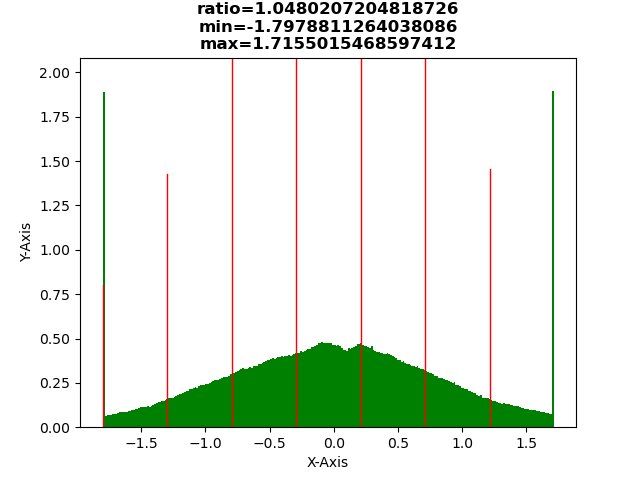 ratio=1.0480207204818726
min=-1.7978811264038086
max=1.7155015468597412
2.00
1.75
1.50
1.25
1.00
0.75
0.50
0.25
0.00
Y-Axis
−1.5 −1.0 −0.5 0.0 0.5 1.0 1.5
X-Axis